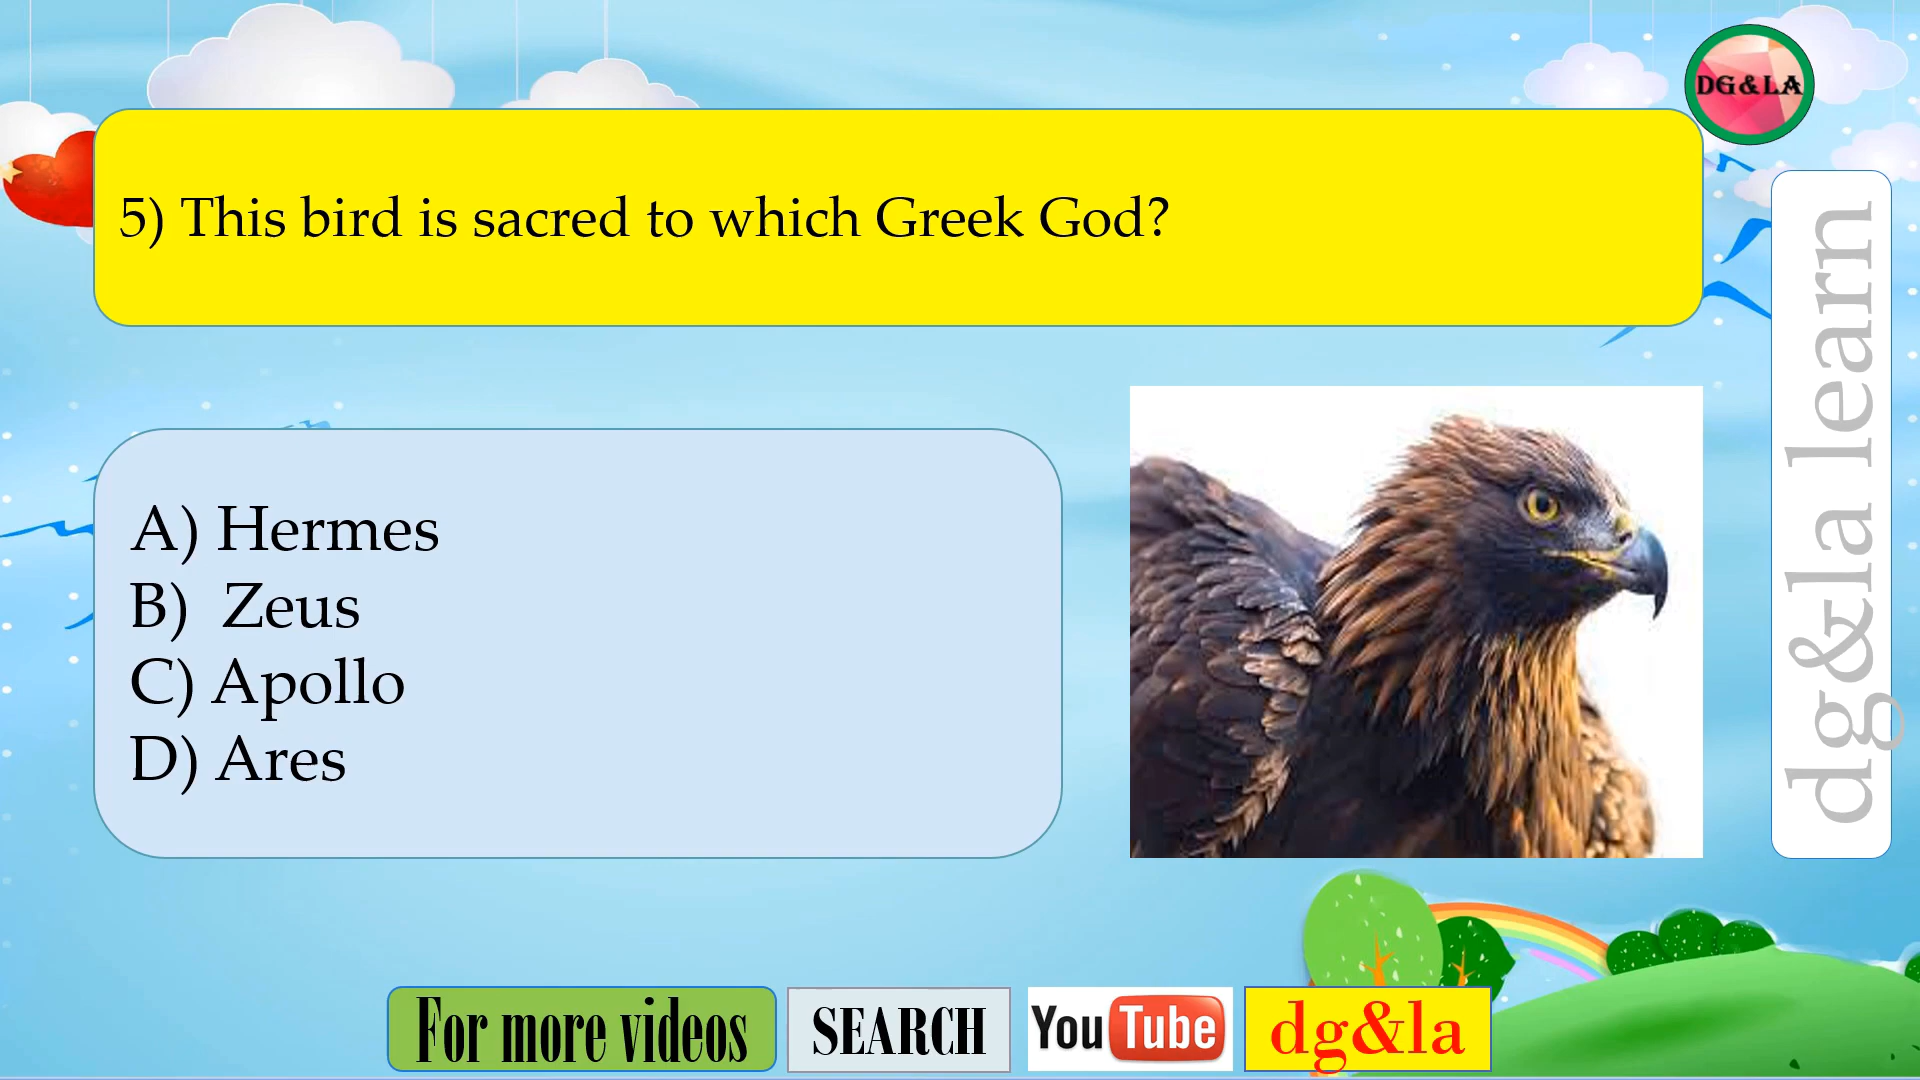 DG&LA
5) This bird is sacred to which Greek God?
A) Hermes
B) Zeus
C) Apollo
D) Ares
dg&la learn
For more videos
SEARCH
YouTube
dg&la